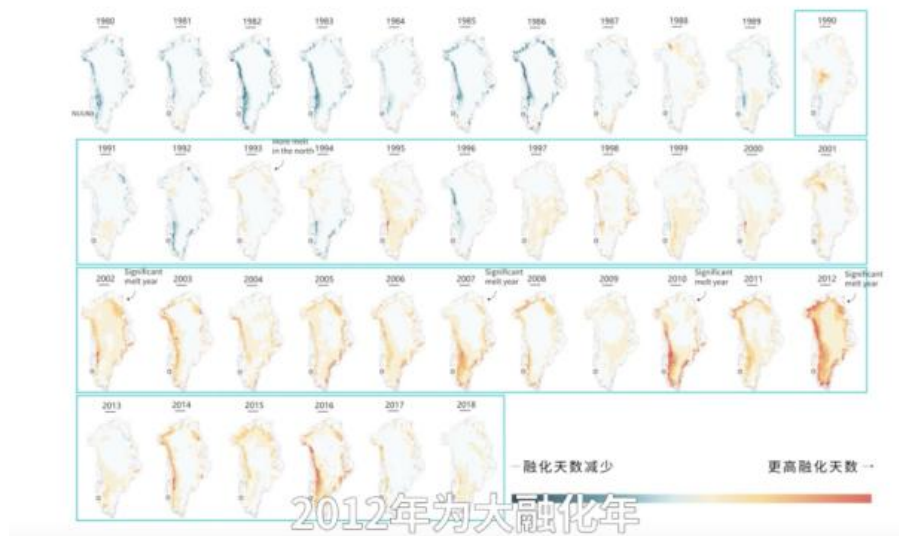 1980 1981 1982 1983 1984 1985 1986 1987 1988 1989 1990
NUUK
1991 1992 1993 1994 1995 1996 1997 1998 1999 2000 2001
More melt
in the north
2002 2003 2004 2005 2006 2007 2008 2009 2010 2011 2012
Significant
melt year
Significant
melt year
Significant
melt year
Significant
melt year
2013 2014 2015 2016 2017 2018
融化天数减少
更高融化天数 →
2012年为大融化年